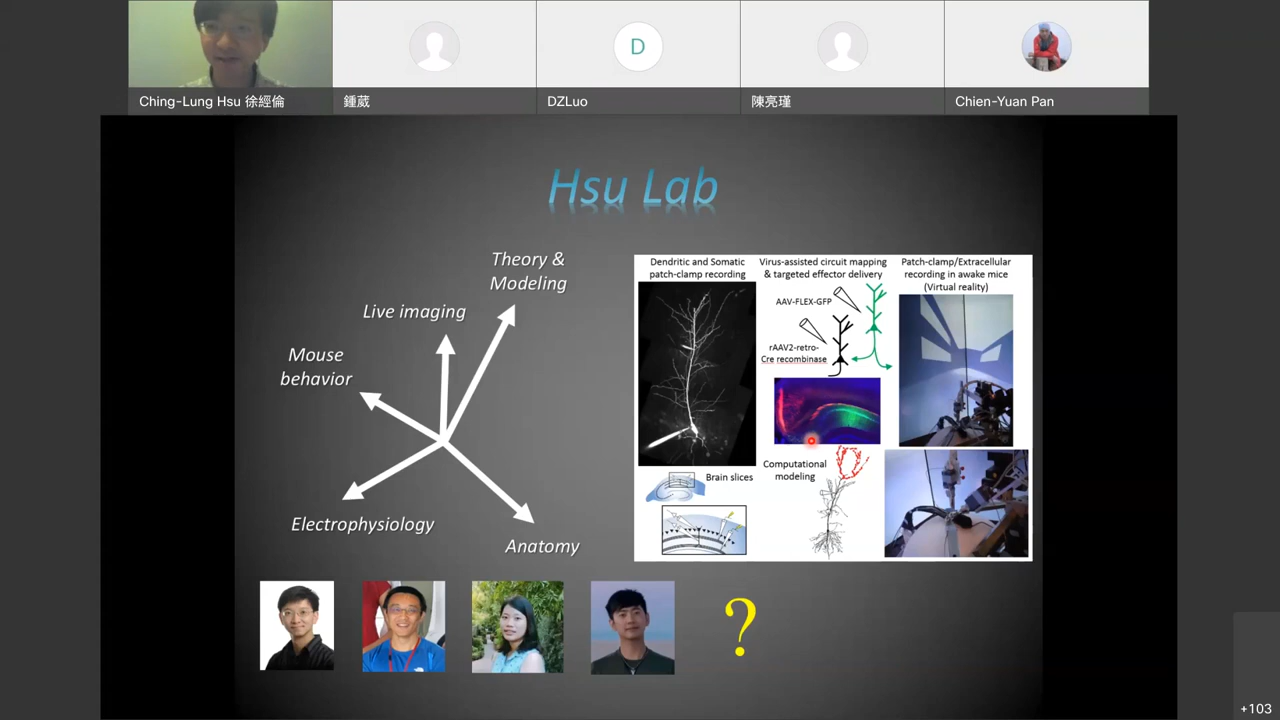 Ching-Lung Hsu 徐經倫
鍾葳
D
DZLuo
陳亮瑾
Chien-Yuan Pan
Hsu Lab
Theory &
Modeling
Live imaging
Mouse
behavior
Electrophysiology
Anatomy
Dendritic and Somatic
patch-clamp recording
Virus-assisted circuit mapping
& targeted effector delivery
Patch-clamp/Extracellular
recording in awake mice
(Virtual reality)
AAV-FLEX-GFP
rAAV2-retro-
Cre recombinase
Brain slices
Computational
modeling
?
+103